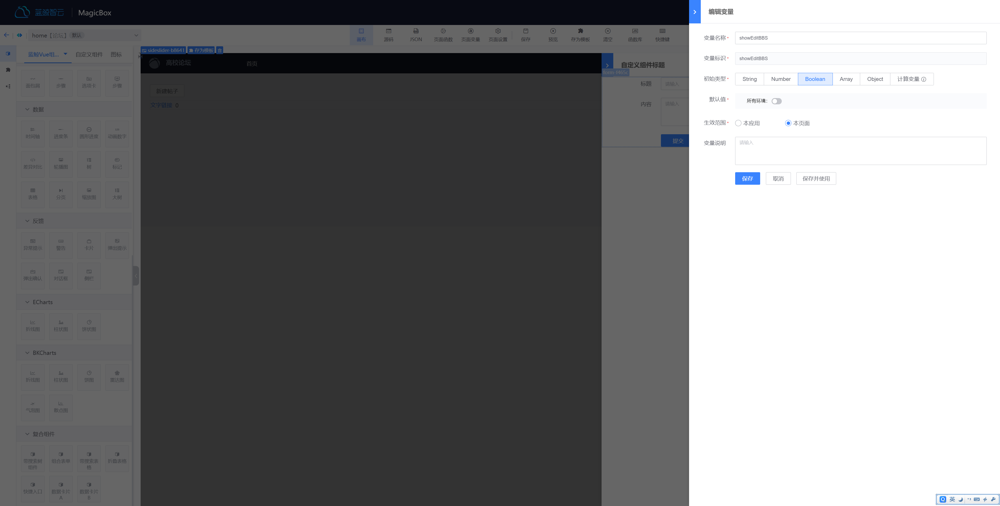 蓝鲸智云 MagicBox
编辑变量
home【论坛】 默认
画布 源码 JSON 页面函数 页面变量 页面设置 保存 预览 存为模板 清空 函数库 快捷键
变量名称* showEditBBS
变量标识* showEditBBS
初始类型* String Number Boolean Array Object 计算变量
默认值* 所有环境：
生效范围* 本应用 本页面
变量说明 请输入
保存 取消 保存并使用
蓝鲸Vue组... 自定义组件 图标
sideslider-b8641 存为模板
高校论坛 首页
自定义组件标题
form-f465c
标题 请输入
内容 请输入
提交
新建帖子
文字链接 0
面包屑 步骤 选项卡 步骤
数据
时间轴 进度条 圆形进度 动画数字
差异对比 轮播图 树 标记
表格 分页 缩放图 大树
反馈
异常提示 警告 卡片 弹出提示
弹出确认 对话框 侧栏
ECharts
折线图 柱状图 饼状图
BKCharts
折线图 柱状图 饼图 雷达图
气泡图 散点图
复合组件
带搜索树组件 组合表单 带搜索表格 折叠表格
快捷入口 数据卡片A 数据卡片B
英